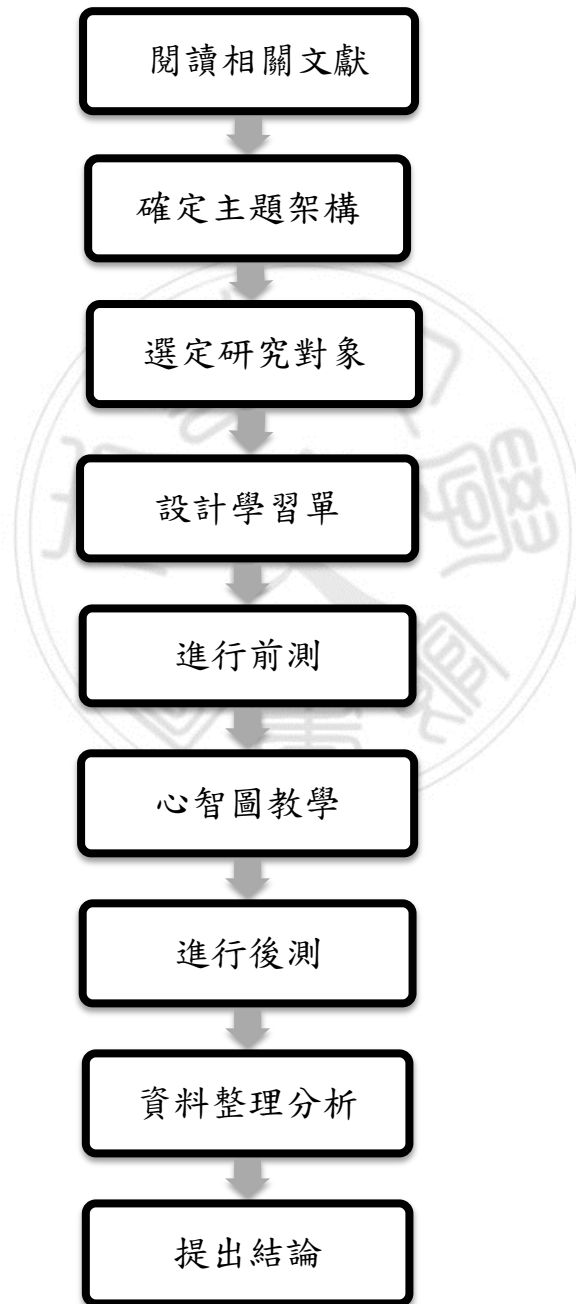 閱讀相關文獻
確定主題架構
選定研究對象
設計學習單
進行前測
心智圖教學
進行後測
資料整理分析
提出結論